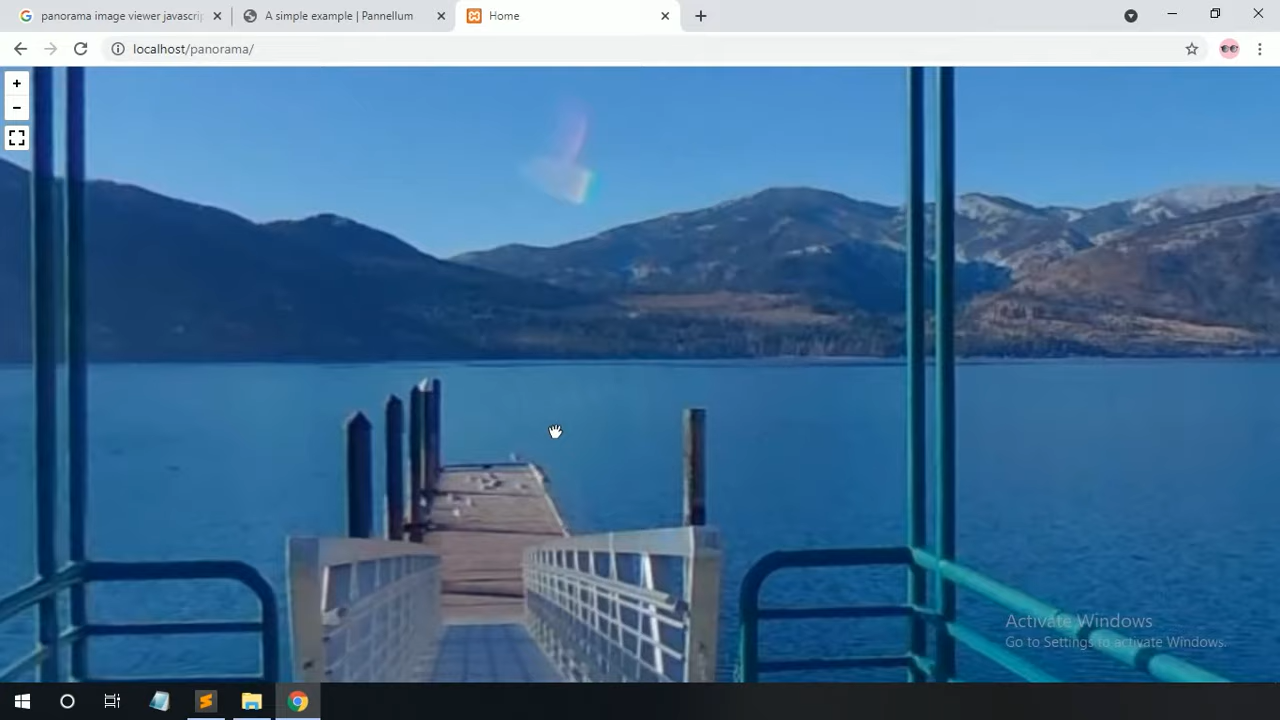 panorama image viewer javascrip
A simple example | Pannellum
Home
localhost/panorama/
+
-
Activate Windows
Go to Settings to activate Windows.